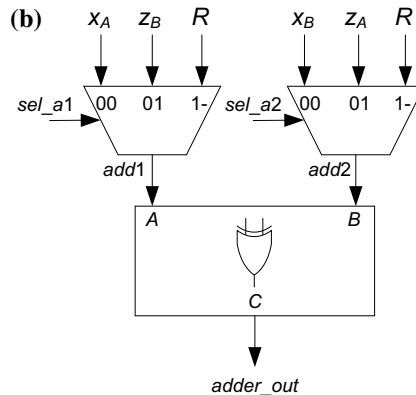 (b)
x_A z_B R x_B z_A R
sel_a1 00 01 1- sel_a2 00 01 1-
add1 add2
A B
C
adder_out